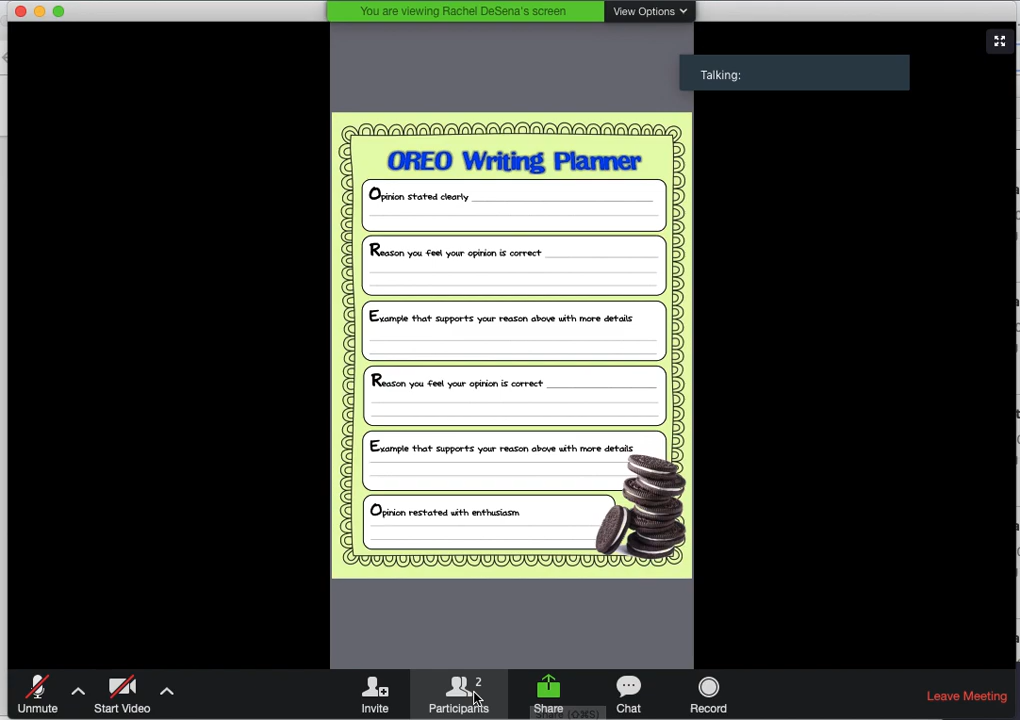 You are viewing Rachel DeSena's screen View Options
Talking:
OREO Writing Planner
Opinion stated clearly
Reason you feel your opinion is correct
Example that supports your reason above with more details
Reason you feel your opinion is correct
Example that supports your reason above with more details
Opinion restated with enthusiasm
2
Unmute Start Video Invite Participants Share Chat Record Leave Meeting
Share (⇧⌘S)